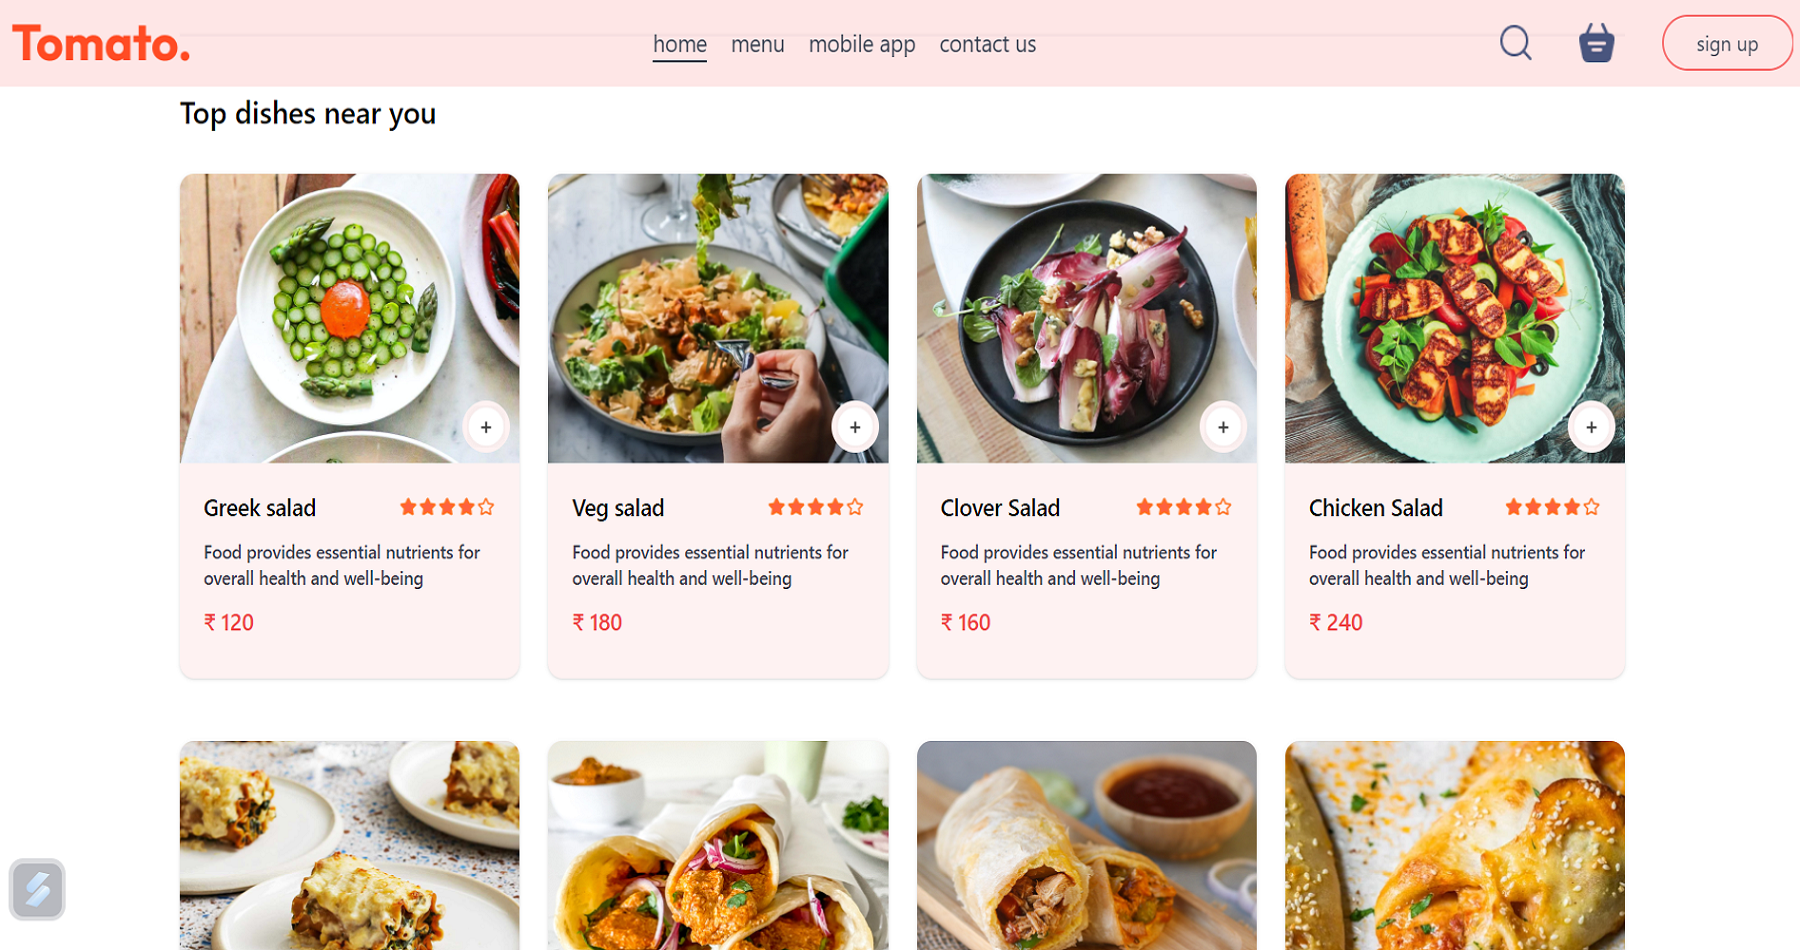 Tomato.
home menu mobile app contact us
sign up
Top dishes near you
+ + + +
Greek salad
Food provides essential nutrients for
overall health and well-being
₹ 120
Veg salad
Food provides essential nutrients for
overall health and well-being
₹ 180
Clover Salad
Food provides essential nutrients for
overall health and well-being
₹ 160
Chicken Salad
Food provides essential nutrients for
overall health and well-being
₹ 240